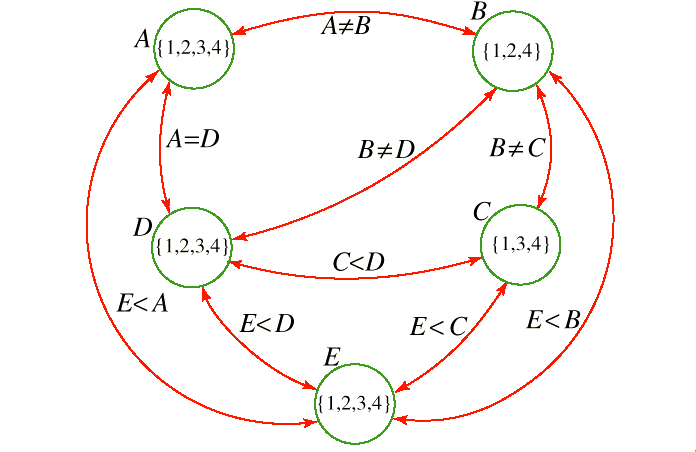 B
A≠B
A
{1,2,3,4}
{1,2,4}
A=D
B≠D
B≠C
C
D
{1,2,3,4}
{1,3,4}
C<D
E<A
E<D
E<C
E<B
E
{1,2,3,4}